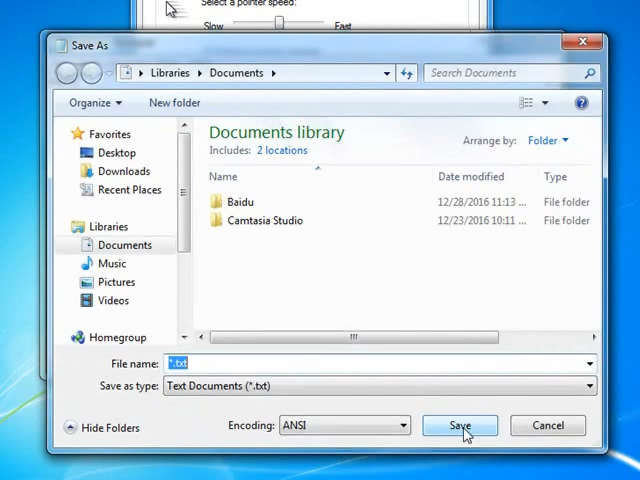 Select a pointer speed:
Slow Fast
Save As
Libraries Documents Search Documents
Organize New folder
Favorites
Desktop
Downloads
Recent Places
Libraries
Documents
Music
Pictures
Videos
Homegroup
Documents library
Includes: 2 locations
Arrange by: Folder
Name Date modified Type
Baidu 12/28/2016 11:13 ... File folder
Camtasia Studio 12/23/2016 10:11 ... File folder
File name: *.txt
Save as type: Text Documents (*.txt)
Hide Folders Encoding: ANSI Save Cancel